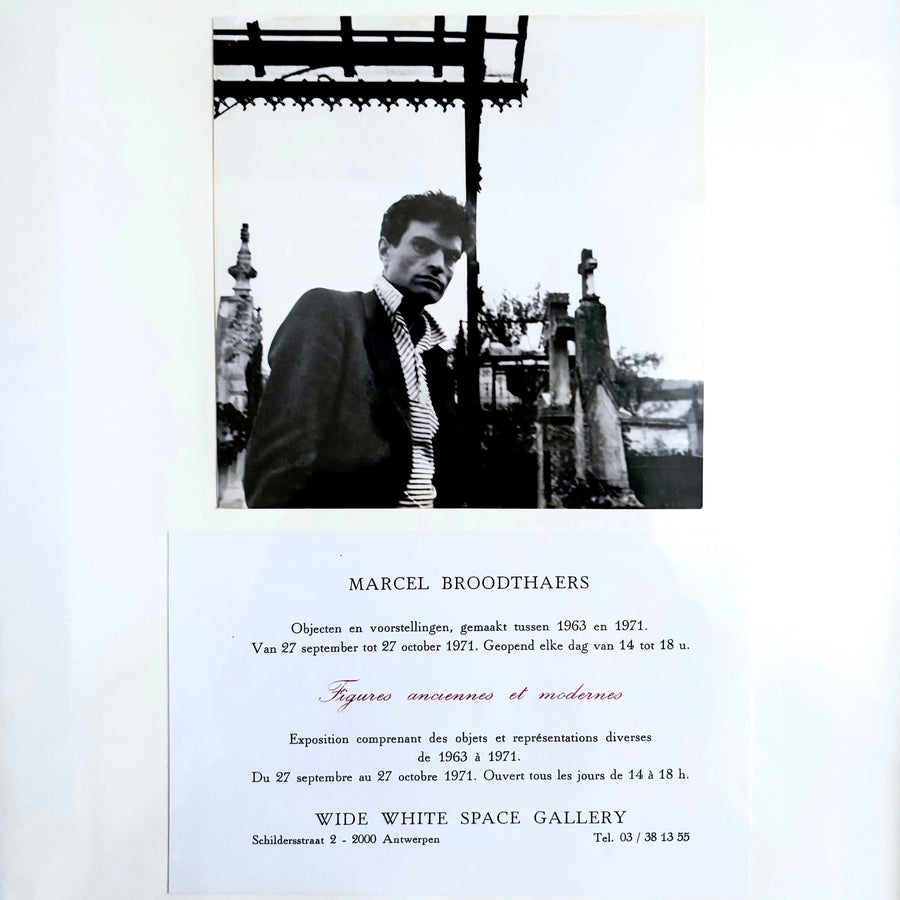 MARCEL BROODTHAERS
Objecten en voorstellingen, gemaakt tussen 1963 en 1971.
Van 27 september tot 27 october 1971. Geopend elke dag van 14 tot 18 u.
Figures anciennes et modernes
Exposition comprenant des objets et représentations diverses
de 1963 à 1971.
Du 27 septembre au 27 octobre 1971. Ouvert tous les jours de 14 à 18 h.
WIDE WHITE SPACE GALLERY
Schildersstraat 2 - 2000 Antwerpen Tel. 03 / 38 13 55